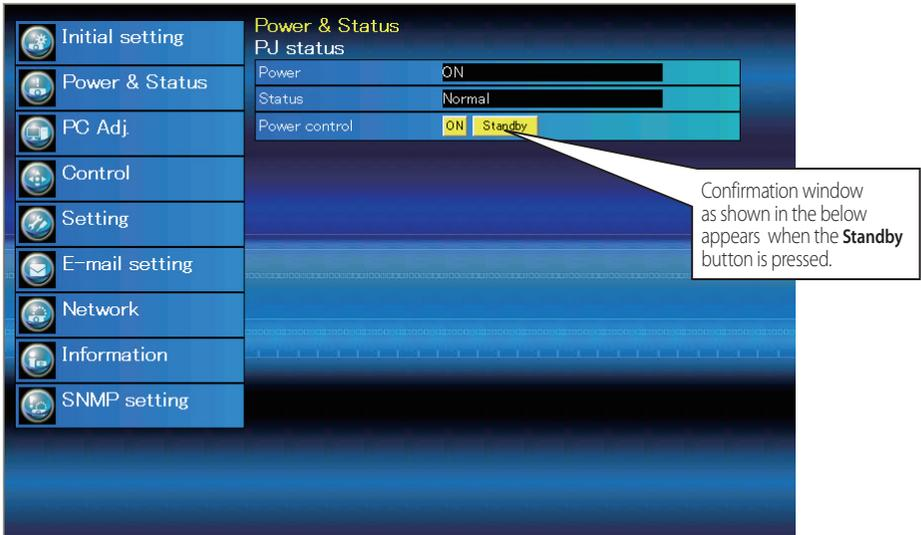 Initial setting
Power & Status
PC Adj.
Control
Setting
E-mail setting
Network
Information
SNMP setting
Power & Status
PJ status
Power ON
Status Normal
Power control ON Standby
Confirmation window
as shown in the below
appears when the Standby
button is pressed.